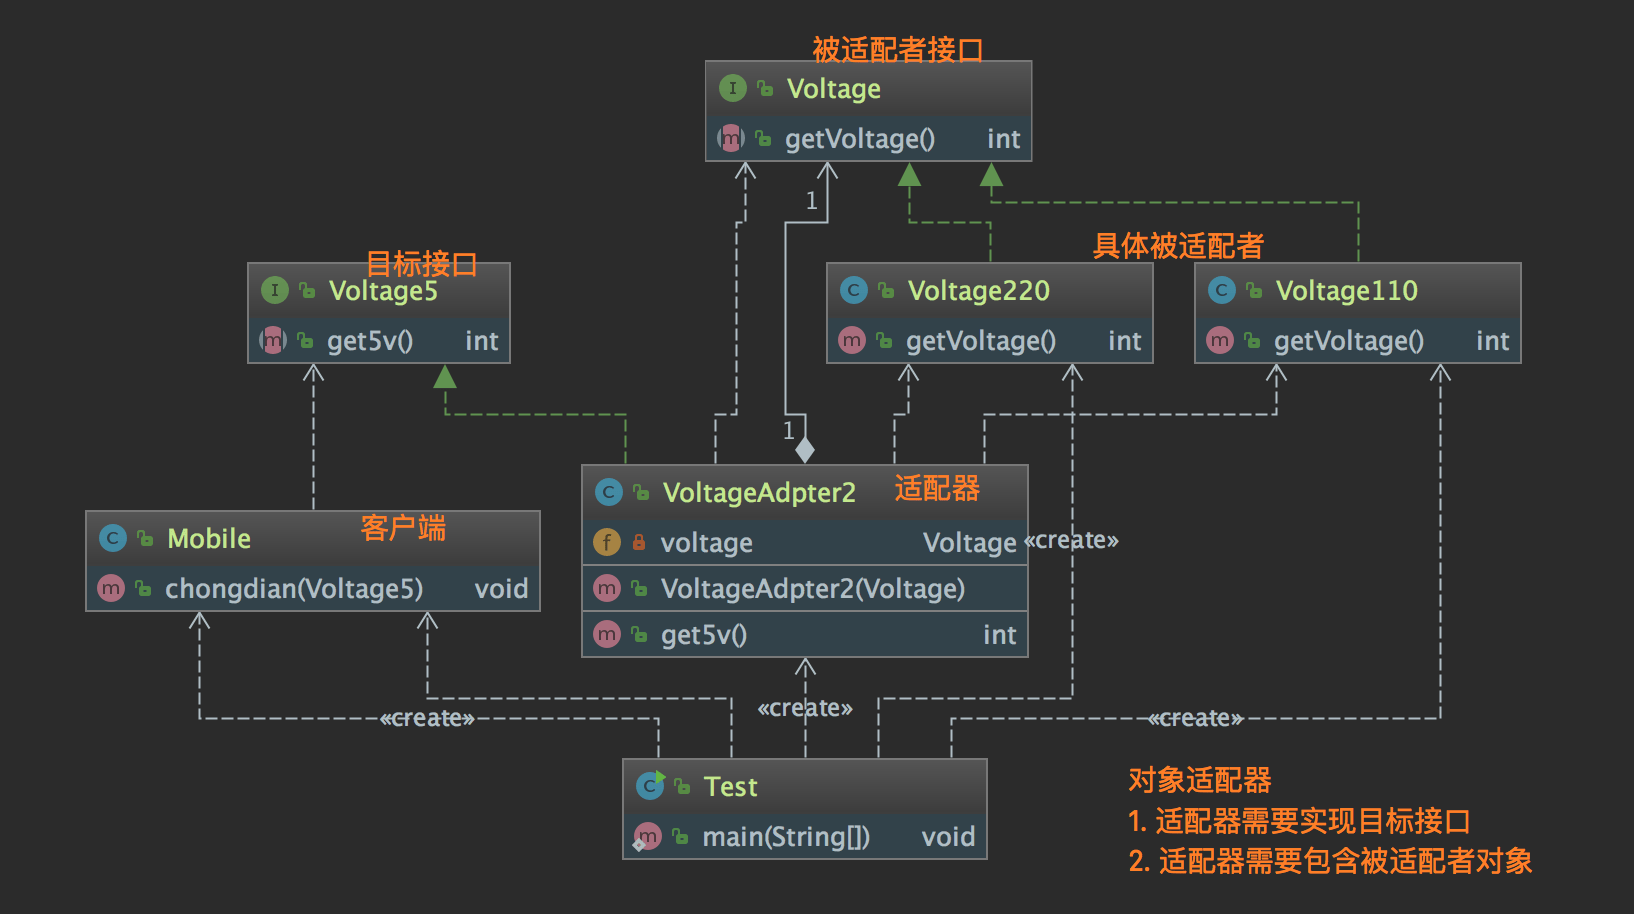 被适配者接口
Voltage
getVoltage() int
1
目标接口
Voltage5
get5v() int
具体被适配者
Voltage220
getVoltage() int
Voltage110
getVoltage() int
1
VoltageAdpter2 适配器
voltage Voltage
VoltageAdpter2(Voltage)
get5v() int
«create»
Mobile 客户端
chongdian(Voltage5) void
«create»
«create»
«create»
Test
main(String[]) void
对象适配器
1. 适配器需要实现目标接口
2. 适配器需要包含被适配者对象